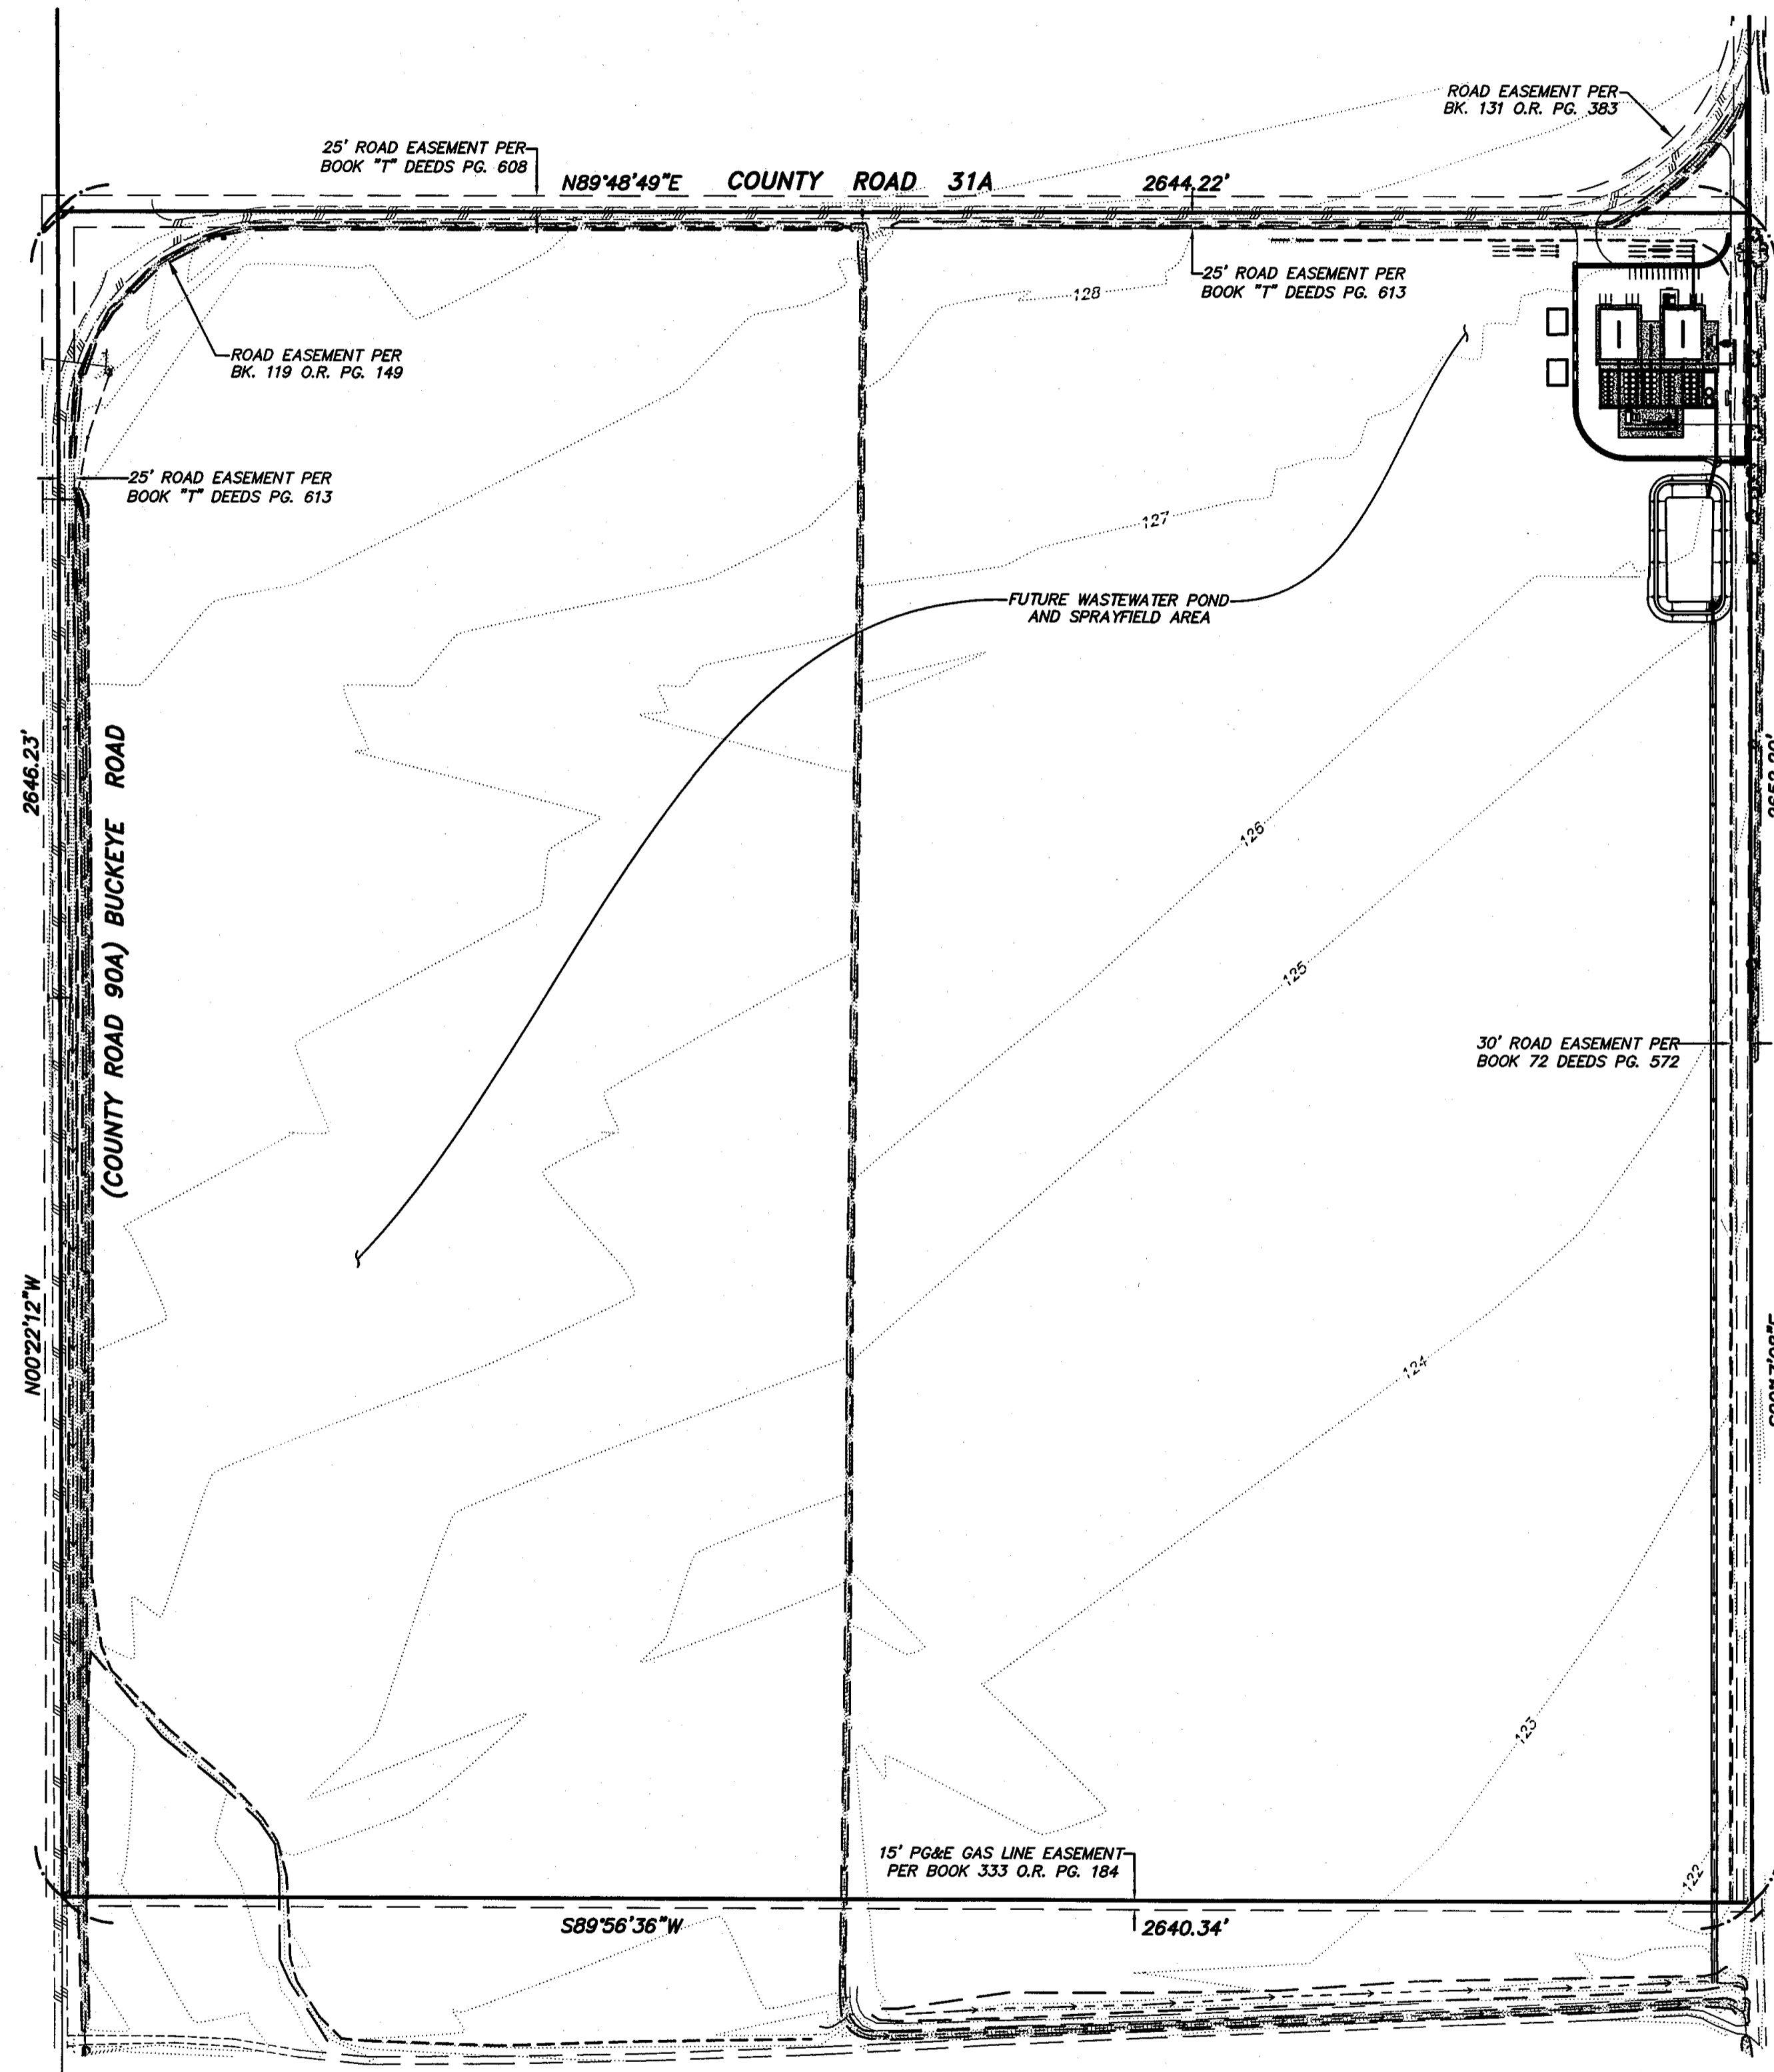 ROAD EASEMENT PER
BK. 131 O.R. PG. 383
25' ROAD EASEMENT PER
BOOK "T" DEEDS PG. 608
N89°48'49"E COUNTY ROAD 31A 2644.22'
25' ROAD EASEMENT PER
BOOK "T" DEEDS PG. 613
128
ROAD EASEMENT PER
BK. 119 O.R. PG. 149
25' ROAD EASEMENT PER
BOOK "T" DEEDS PG. 613
127
FUTURE WASTEWATER POND
AND SPRAYFIELD AREA
2646.23'
(COUNTY ROAD 90A) BUCKEYE ROAD
N00°22'12"W
126
125
30' ROAD EASEMENT PER
BOOK 72 DEEDS PG. 572
124
123
122
15' PG&E GAS LINE EASEMENT
PER BOOK 333 O.R. PG. 184
S89°56'36"W 2640.34'